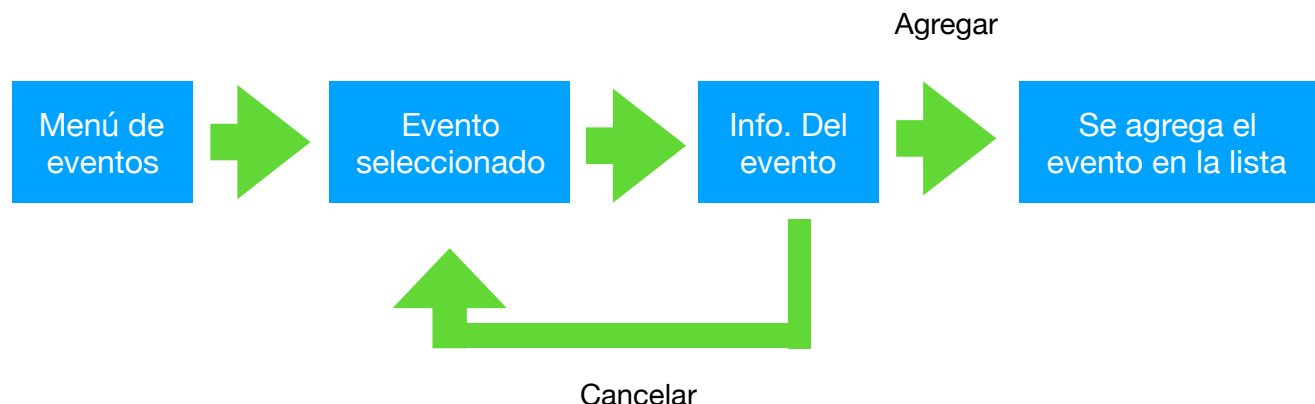 Agregar
Menú de
eventos
Evento
seleccionado
Info. Del
evento
Se agrega el
evento en la lista
Cancelar